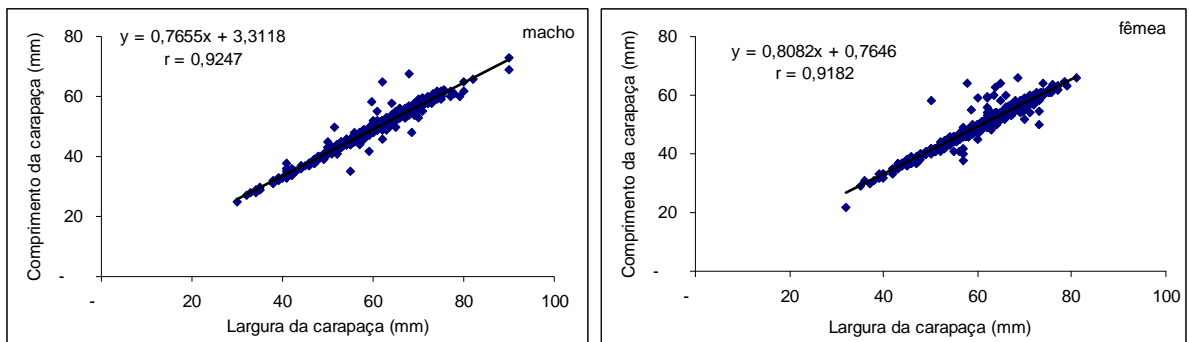 macho
y = 0,7655x + 3,3118
r = 0,9247
Comprimento da carapaça (mm)
80
60
40
20
-
- 20 40 60 80 100
Largura da carapaça (mm)
fêmea
y = 0,8082x + 0,7646
r = 0,9182
Comprimento da carapaça (mm)
80
60
40
20
-
- 20 40 60 80 100
Largura da carapaça (mm)